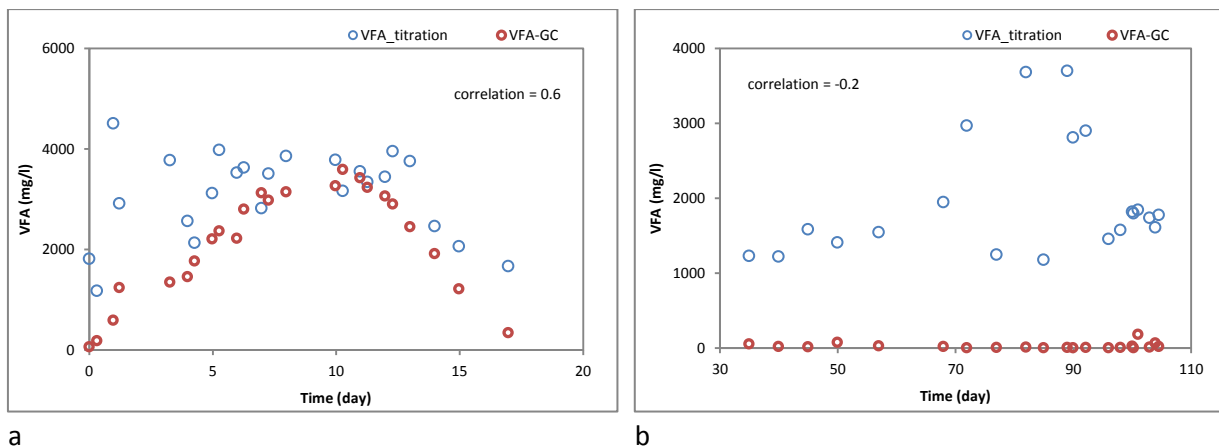 VFA_titration VFA-GC
6000
4000
2000
0
VFA (mg/l)
correlation = 0.6
0 5 10 15 20
Time (day)
a
VFA_titration VFA-GC
4000
3000
2000
1000
0
VFA (mg/l)
correlation = -0.2
30 50 70 90 110
Time (day)
b